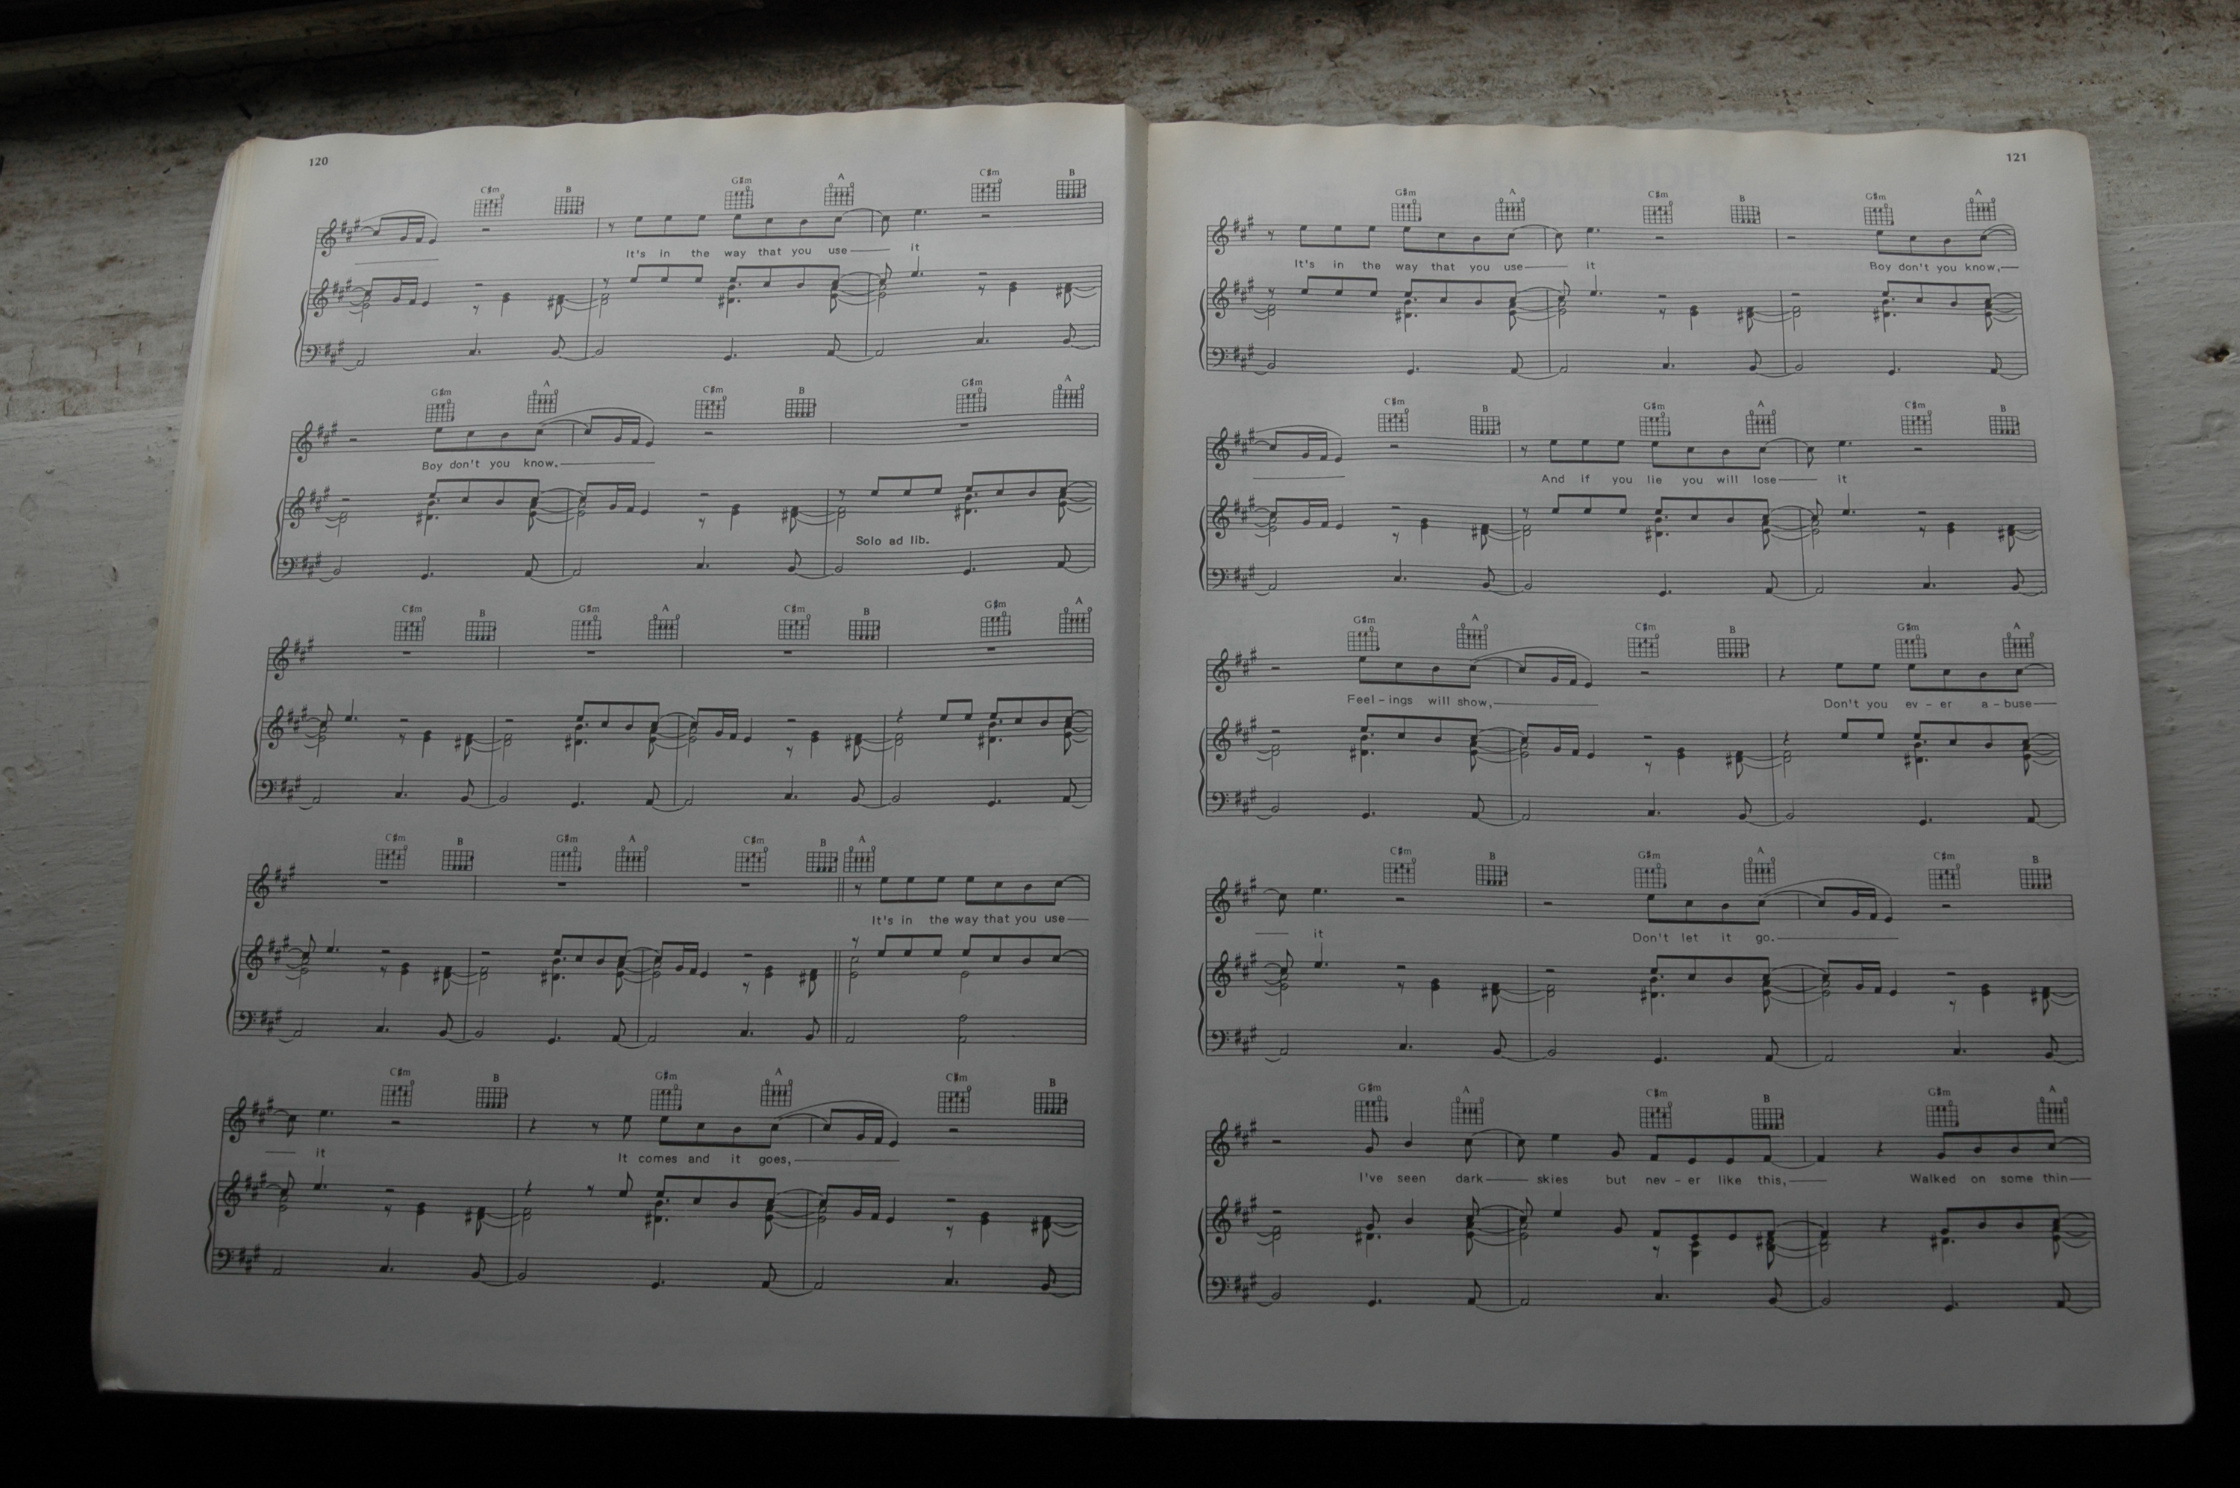 120
C♯m B G♯m A C♯m B
It's in the way that you use it
G♯m A C♯m B G♯m A
Boy don't you know.
Solo ad lib.
C♯m B G♯m A C♯m B G♯m A
C♯m B G♯m A C♯m B A
It's in the way that you use
C♯m B G♯m A C♯m B
it It comes and it goes,
121
G♯m A C♯m B G♯m A
It's in the way that you use it Boy don't you know,
C♯m B G♯m A C♯m B
And if you lie you will lose it
G♯m A C♯m B G♯m A
Feel - ings will show, Don't you ev - er a - buse
C♯m B G♯m A C♯m B
it Don't let it go.
G♯m A C♯m B G♯m A
I've seen dark skies but nev - er like this, Walked on some thin